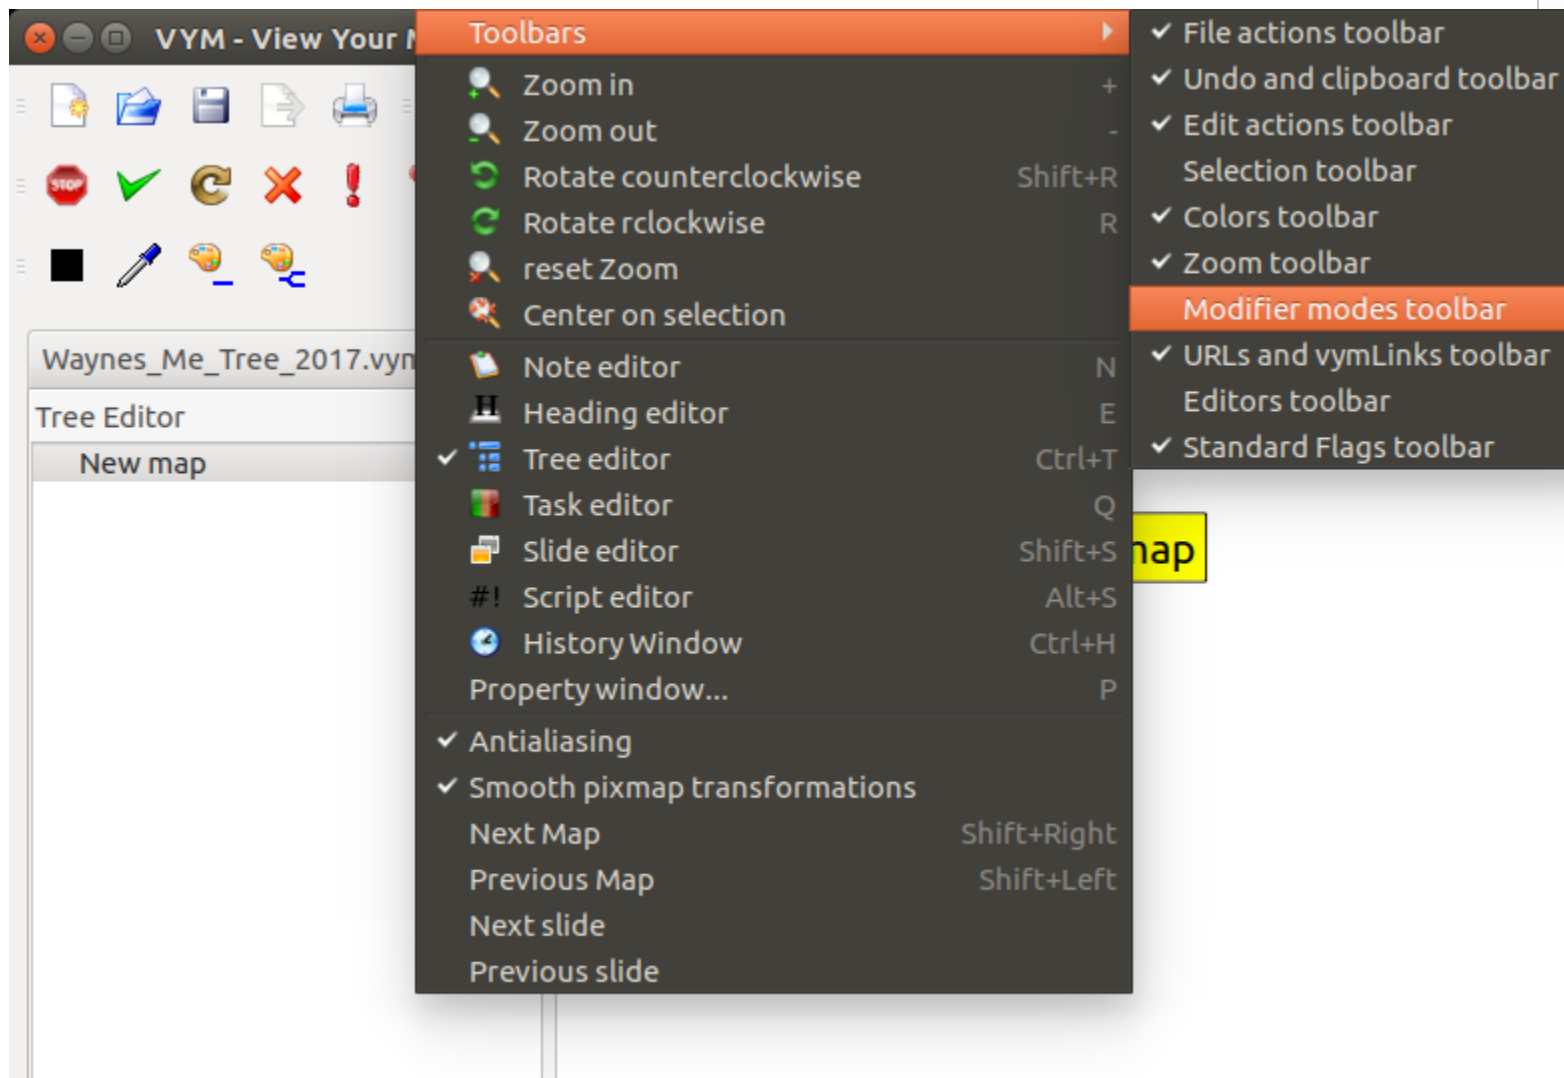 VYM - View Your
STOP
Waynes_Me_Tree_2017.vym
Tree Editor
New map
Toolbars
Zoom in +
Zoom out -
Rotate counterclockwise Shift+R
Rotate rclockwise R
reset Zoom
Center on selection
Note editor N
H Heading editor E
Tree editor Ctrl+T
Task editor Q
Slide editor Shift+S
#! Script editor Alt+S
History Window Ctrl+H
Property window... P
Antialiasing
Smooth pixmap transformations
Next Map Shift+Right
Previous Map Shift+Left
Next slide
Previous slide
File actions toolbar
Undo and clipboard toolbar
Edit actions toolbar
Selection toolbar
Colors toolbar
Zoom toolbar
Modifier modes toolbar
URLs and vymLinks toolbar
Editors toolbar
Standard Flags toolbar
map